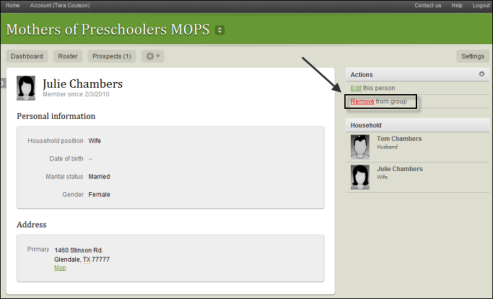 Home Account (Tara Coulson) Contact us Help Logout
Mothers of Preschoolers MOPS
Dashboard Roster Prospects (1) Settings
Julie Chambers
Member since 2/3/2010
Personal information
Household position Wife
Date of birth –
Marital status Married
Gender Female
Address
Primary 1460 Stinson Rd.
Glendale, TX 77777
Map
Actions
Edit this person
Remove from group
Household
Tom Chambers
Husband
Julie Chambers
Wife